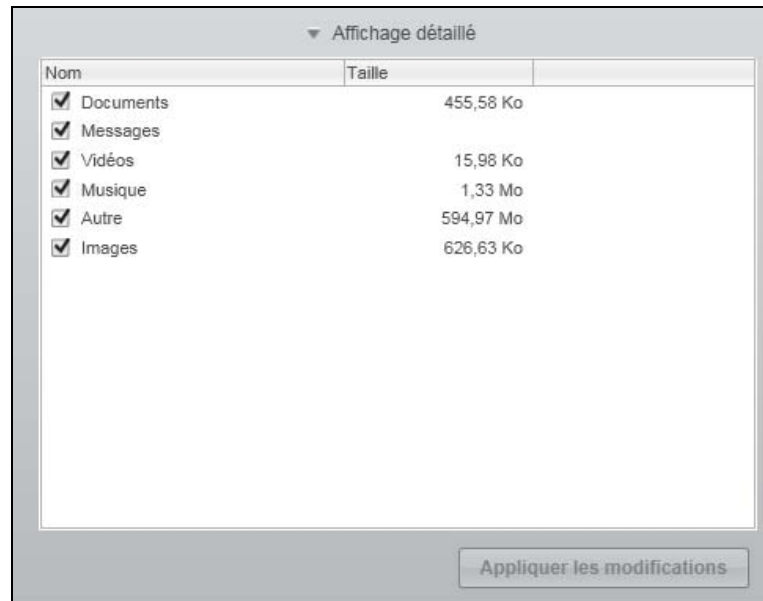 Affichage détaillé
Nom Taille
Documents 455,58 Ko
Messages
Vidéos 15,98 Ko
Musique 1,33 Mo
Autre 594,97 Mo
Images 626,63 Ko
Appliquer les modifications